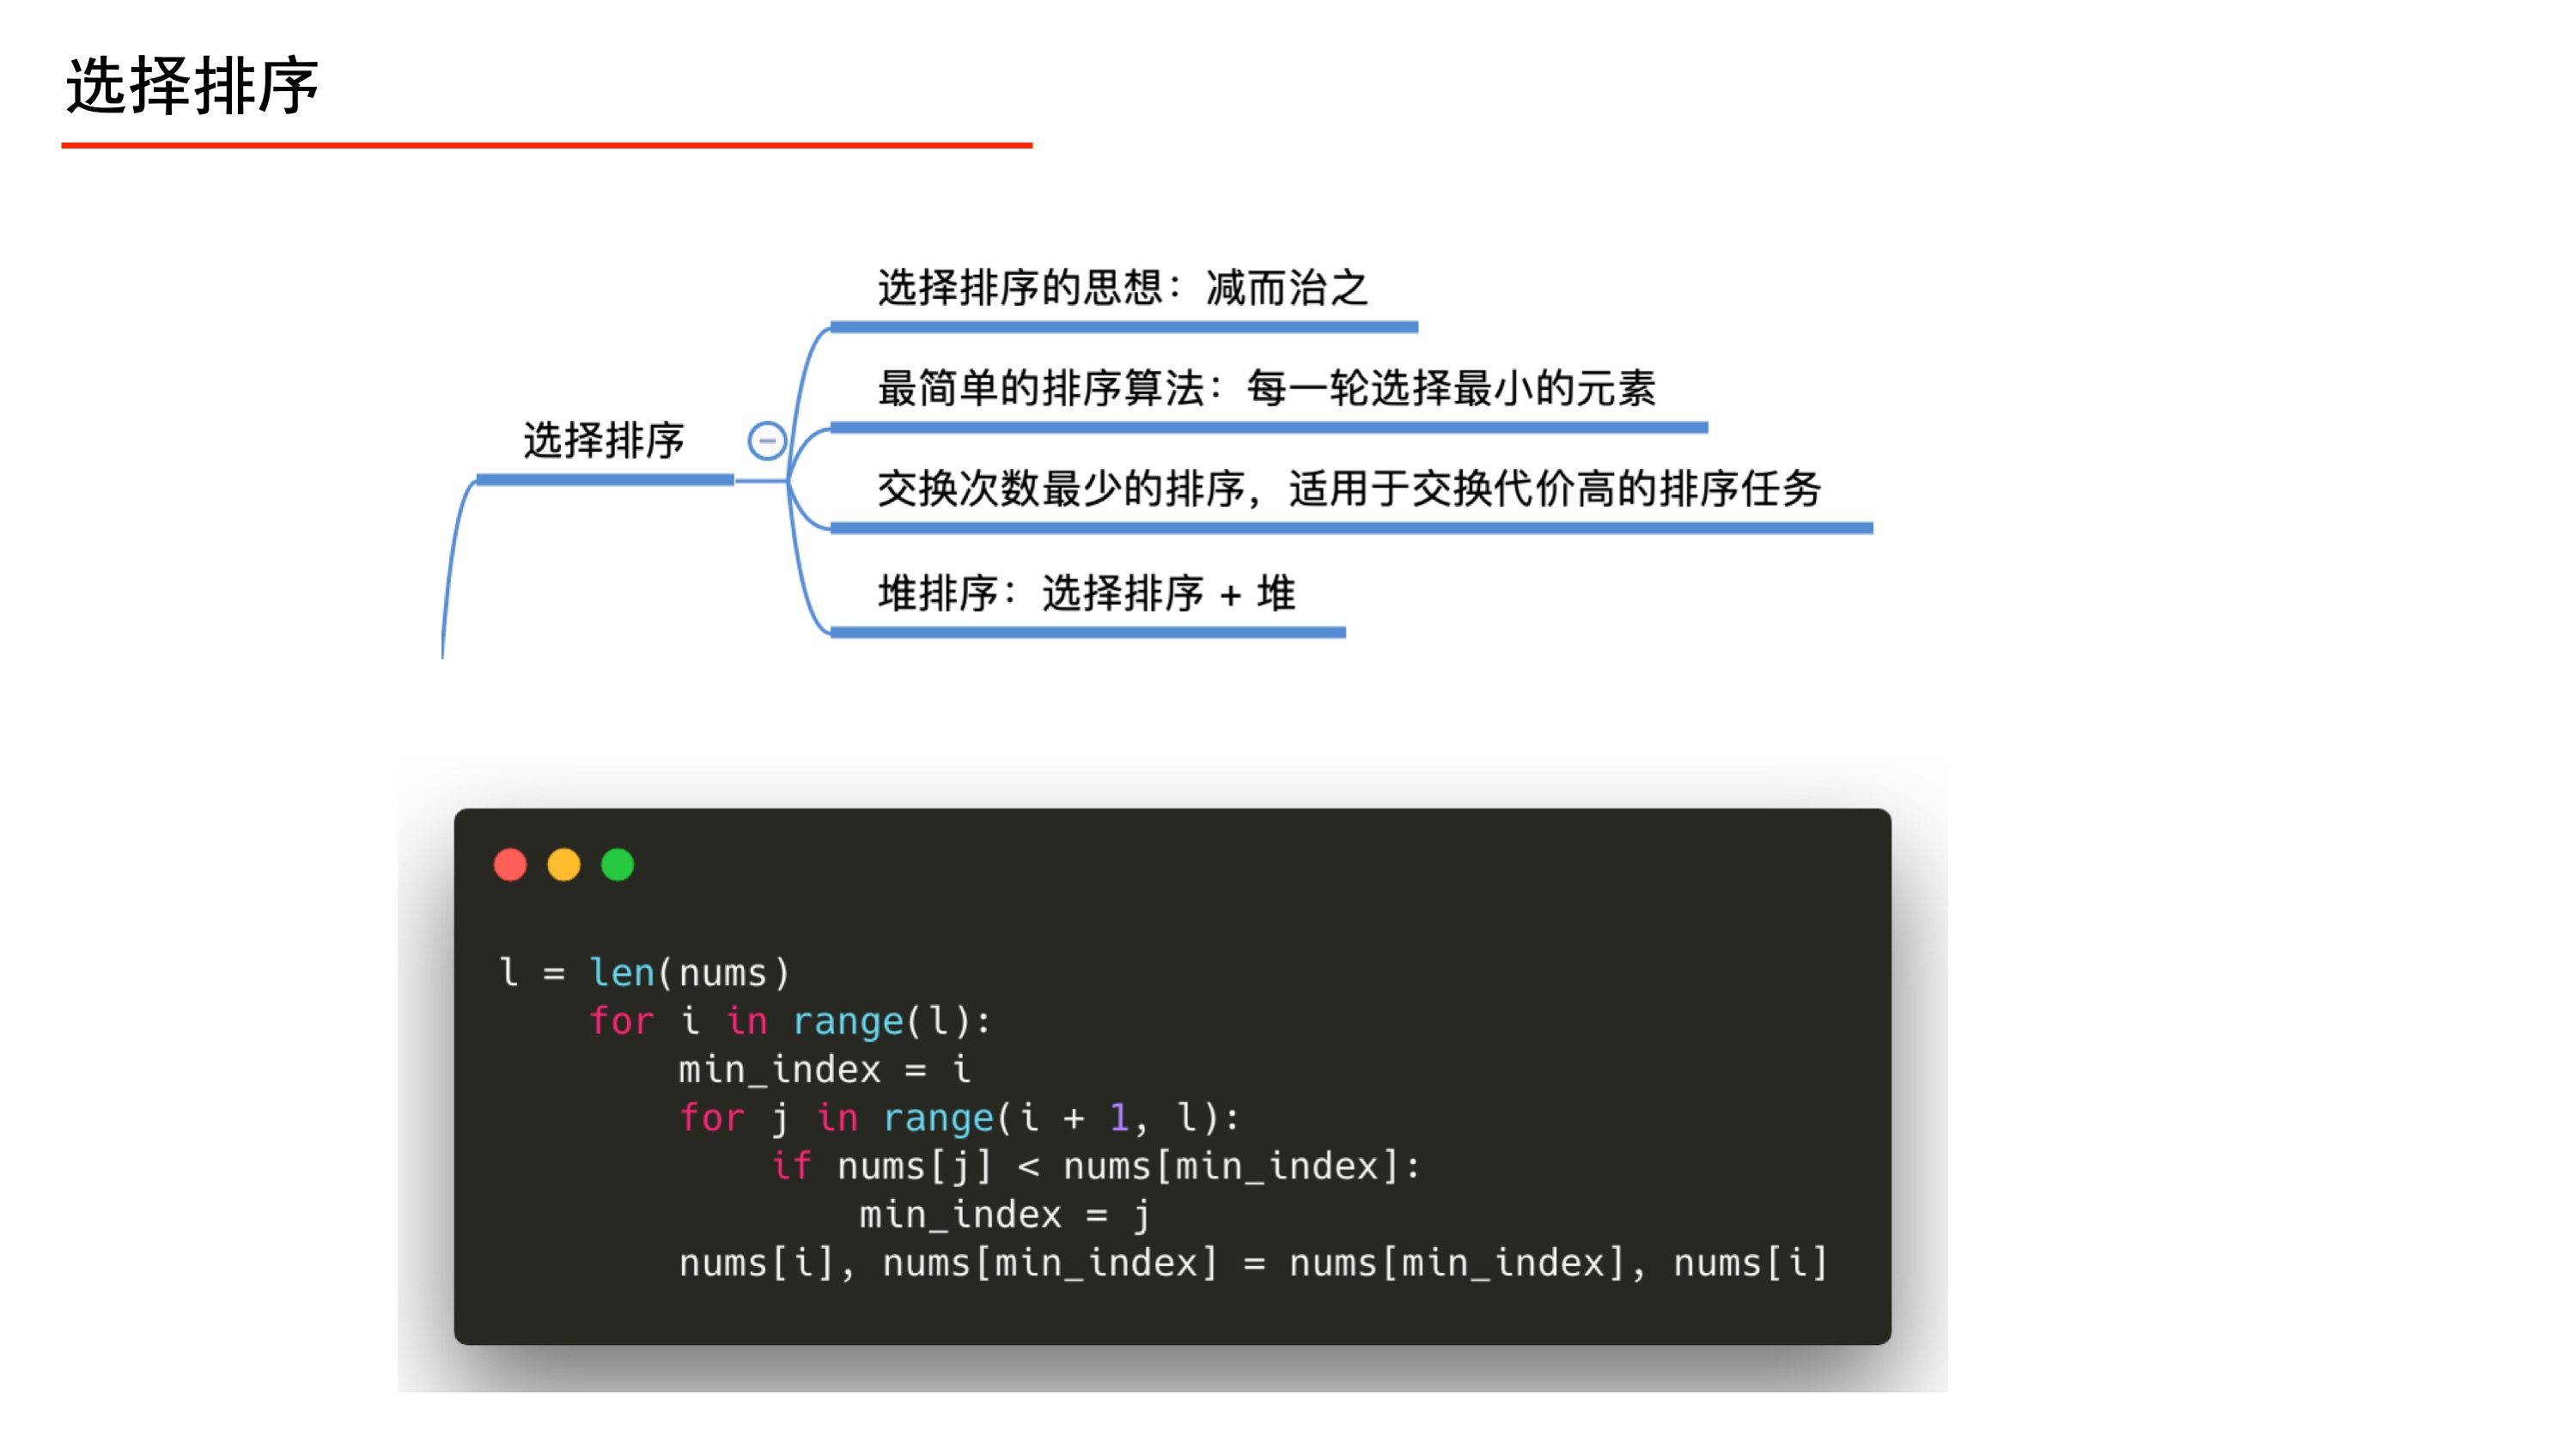 选择排序
选择排序
选择排序的思想：减而治之
最简单的排序算法：每一轮选择最小的元素
交换次数最少的排序，适用于交换代价高的排序任务
堆排序：选择排序 + 堆
l = len(nums)
    for i in range(l):
        min_index = i
        for j in range(i + 1, l):
            if nums[j] < nums[min_index]:
                min_index = j
        nums[i], nums[min_index] = nums[min_index], nums[i]